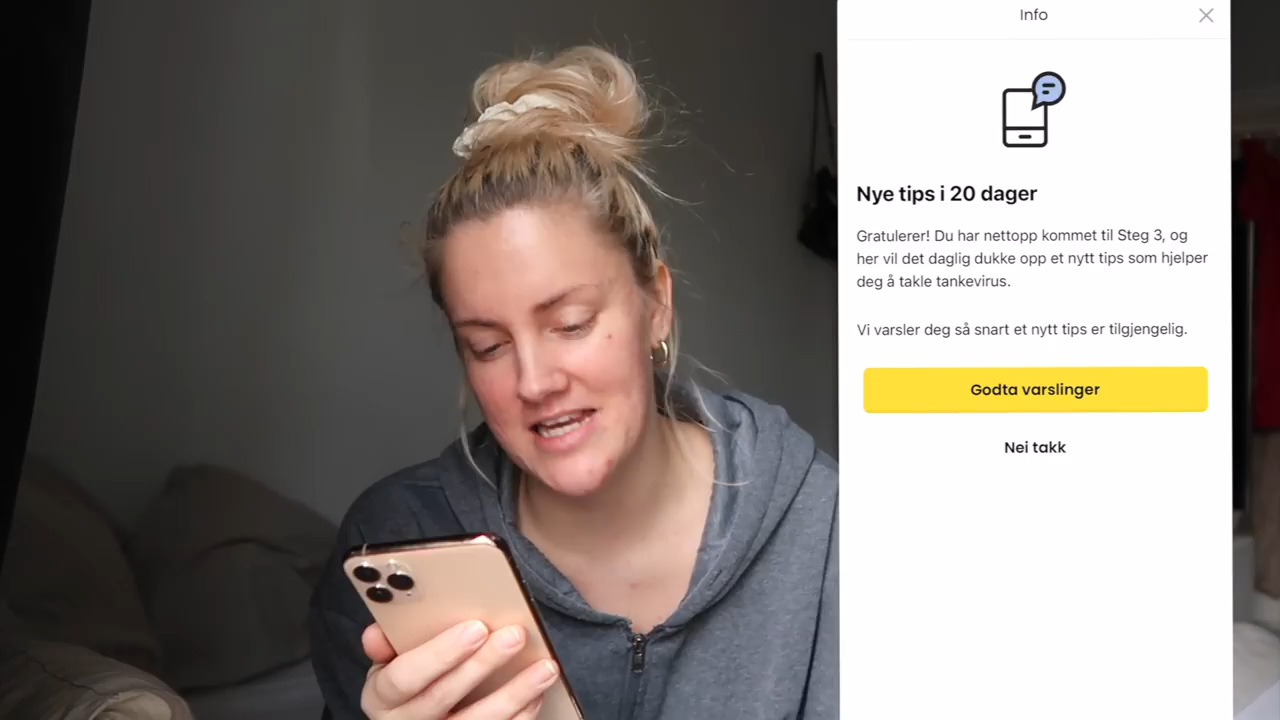 Info
Nye tips i 20 dager
Gratulerer! Du har nettopp kommet til Steg 3, og
her vil det daglig dukke opp et nytt tips som hjelper
deg å takle tankevirus.
Vi varsler deg så snart et nytt tips er tilgjengelig.
Godta varslinger
Nei takk